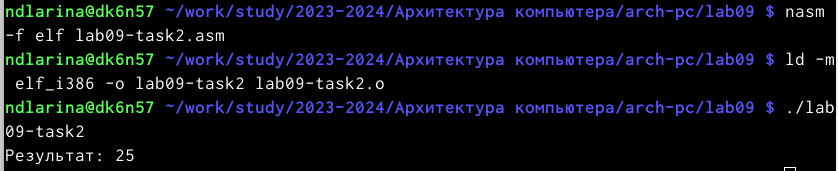 ndlarina@dk6n57 ~/work/study/2023-2024/Архитектура компьютера/arch-pc/lab09 $ nasm
-f elf lab09-task2.asm
ndlarina@dk6n57 ~/work/study/2023-2024/Архитектура компьютера/arch-pc/lab09 $ ld -m
 elf_i386 -o lab09-task2 lab09-task2.o
ndlarina@dk6n57 ~/work/study/2023-2024/Архитектура компьютера/arch-pc/lab09 $ ./lab
09-task2
Результат: 25